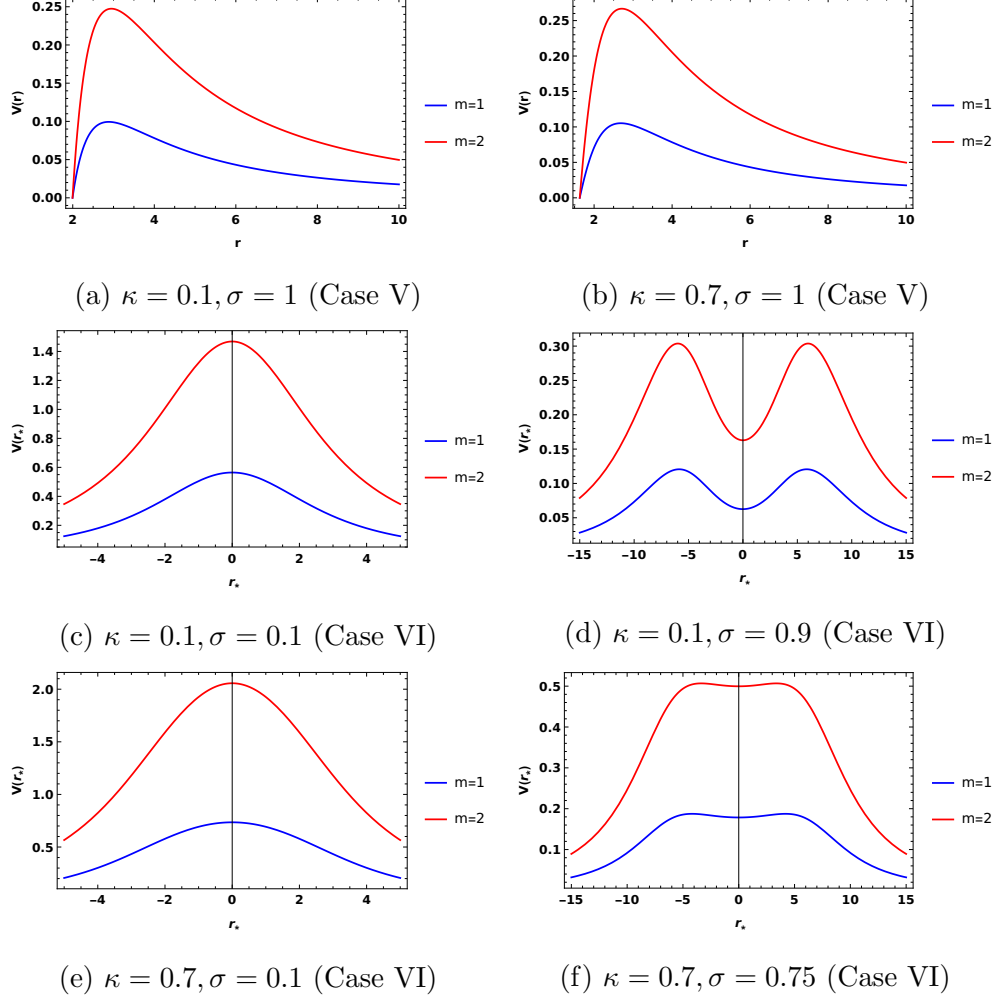 0.25
0.20
0.15
0.10
0.05
0.00
V(r)
2 4 6 8 10
r
m=1
m=2
0.25
0.20
0.15
0.10
0.05
0.00
V(r)
2 4 6 8 10
r
m=1
m=2
(a) κ = 0.1, σ = 1 (Case V)
(b) κ = 0.7, σ = 1 (Case V)
1.4
1.2
1.0
0.8
0.6
0.4
0.2
V(r⋆)
−4 −2 0 2 4
r⋆
m=1
m=2
0.30
0.25
0.20
0.15
0.10
0.05
V(r⋆)
−15 −10 −5 0 5 10 15
r⋆
m=1
m=2
(c) κ = 0.1, σ = 0.1 (Case VI)
(d) κ = 0.1, σ = 0.9 (Case VI)
2.0
1.5
1.0
0.5
V(r⋆)
−4 −2 0 2 4
r⋆
m=1
m=2
0.5
0.4
0.3
0.2
0.1
V(r⋆)
−15 −10 −5 0 5 10 15
r⋆
m=1
m=2
(e) κ = 0.7, σ = 0.1 (Case VI)
(f) κ = 0.7, σ = 0.75 (Case VI)